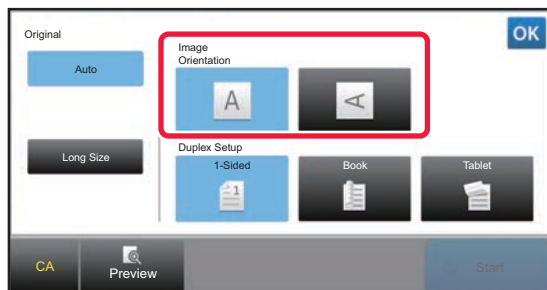 Original
OK
Image
Orientation
Auto
A
A
Long Size
Duplex Setup
1-Sided
Book
Tablet
1
CA
Preview
Start